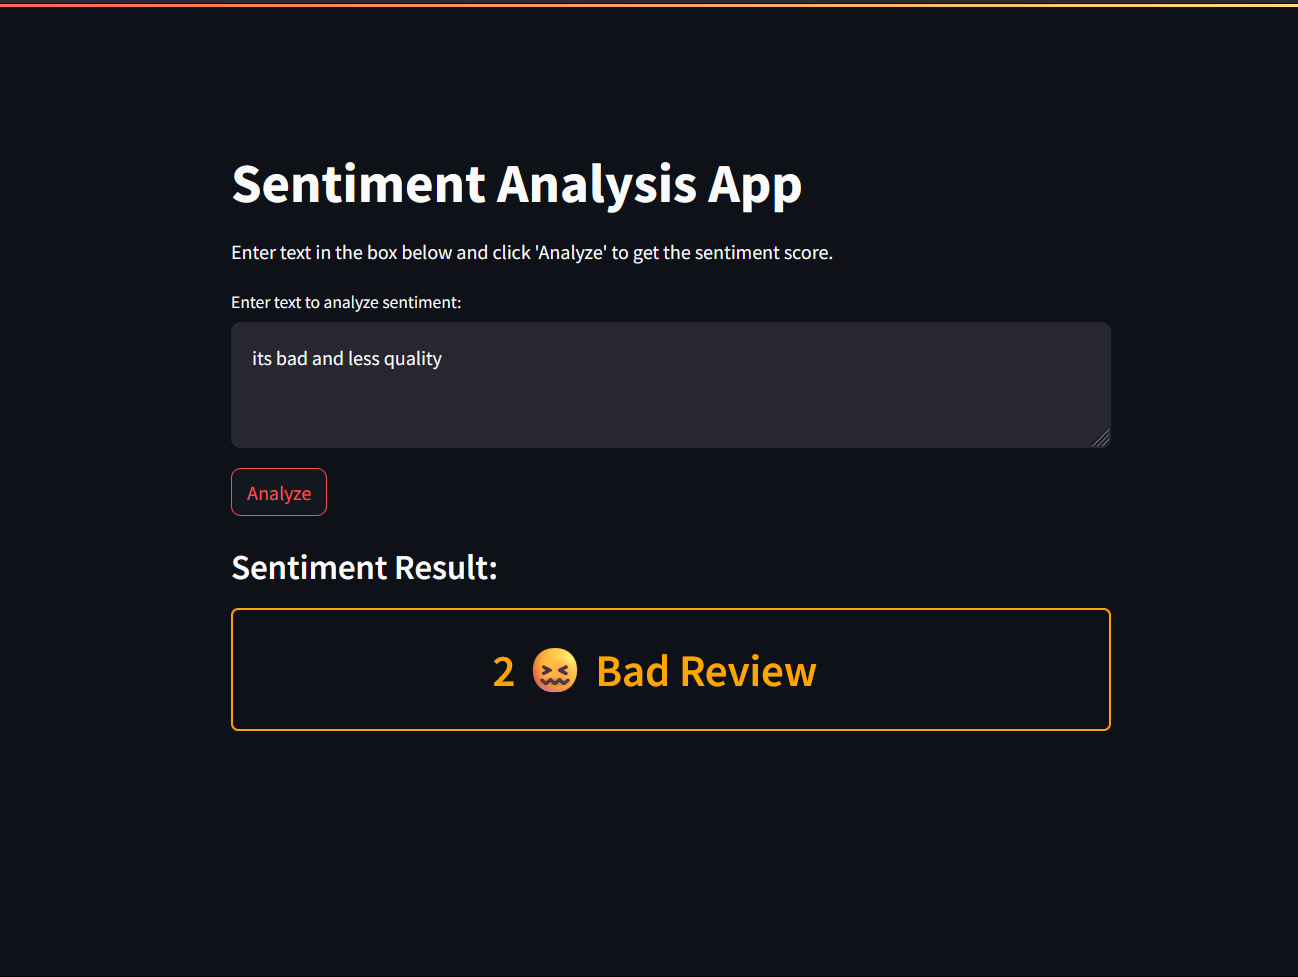 Sentiment Analysis App
Enter text in the box below and click 'Analyze' to get the sentiment score.
Enter text to analyze sentiment:
its bad and less quality
Analyze
Sentiment Result:
2 😖 Bad Review